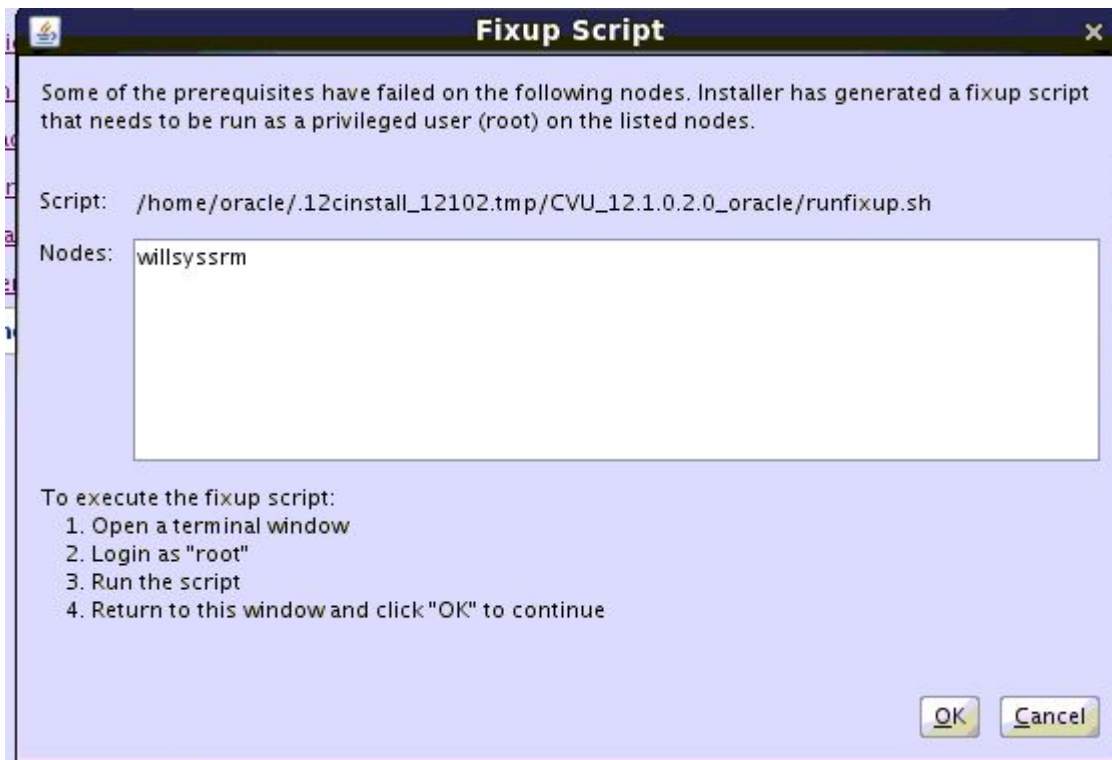 Fixup Script
Some of the prerequisites have failed on the following nodes. Installer has generated a fixup script
that needs to be run as a privileged user (root) on the listed nodes.
Script: /home/oracle/.12cinstall_12102.tmp/CVU_12.1.0.2.0_oracle/runfixup.sh
Nodes: willsyssrm
To execute the fixup script:
1. Open a terminal window
2. Login as "root"
3. Run the script
4. Return to this window and click "OK" to continue
OK Cancel